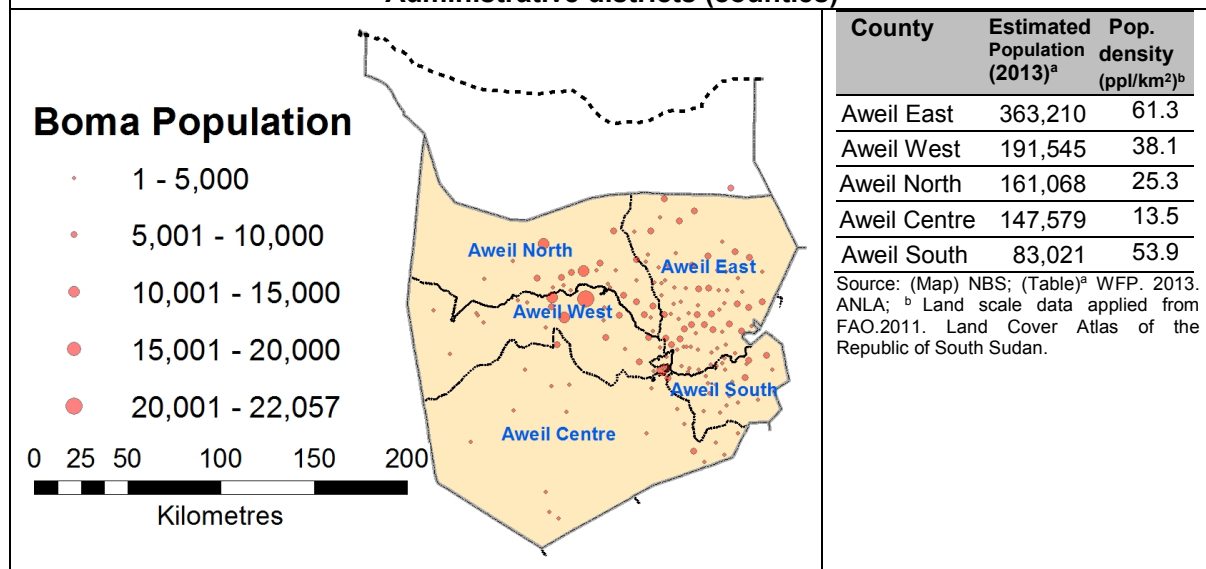 Administrative districts (counties)
Boma Population
1 - 5,000
5,001 - 10,000
10,001 - 15,000
15,001 - 20,000
20,001 - 22,057
0 25 50 100 150 200
Kilometres
Aweil North
Aweil East
Aweil West
Aweil South
Aweil Centre
County Estimated Population (2013)ᵃ Pop. density (ppl/km²)ᵇ
Aweil East 363,210 61.3
Aweil West 191,545 38.1
Aweil North 161,068 25.3
Aweil Centre 147,579 13.5
Aweil South 83,021 53.9
Source: (Map) NBS; (Table)ᵃ WFP. 2013.
ANLA; ᵇ Land scale data applied from
FAO.2011. Land Cover Atlas of the
Republic of South Sudan.